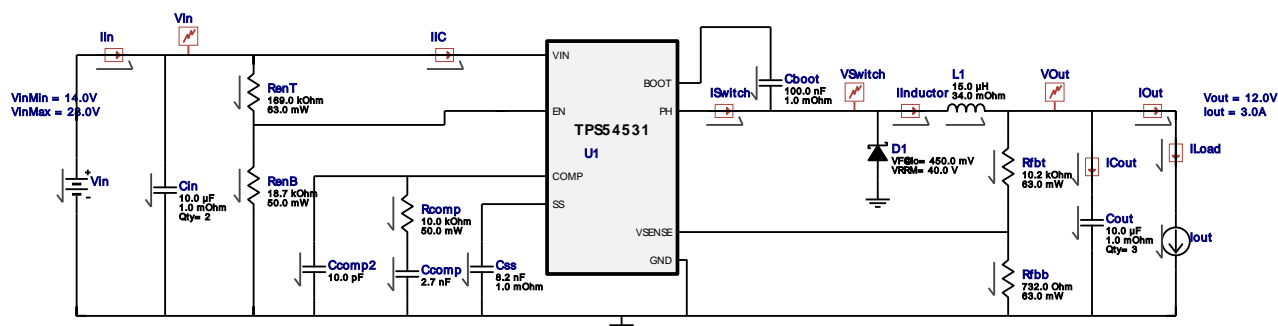 Vin
IIn
IIC
VIN
BOOT
Cboot
100.0 nF
1.0 mOhm
VSwitch
IInductor
L1
15.0 µH
34.0 mOhm
VOut
IOut
VinMin = 14.0V
VinMax = 28.0V
Vout = 12.0V
Iout = 3.0A
RenT
169.0 kOhm
63.0 mW
EN
PH
ISwitch
TPS54531
U1
D1
VRRM= 40.0 V
Rfbt
10.2 kOhm
63.0 mW
ICout
ILoad
Vin
+
-
Cin
10.0 µF
1.0 mOhm
Qty= 2
RenB
18.7 kOhm
50.0 mW
COMP
SS
Rcomp
10.0 kOhm
50.0 mW
VSENSE
GND
Cout
10.0 µF
1.0 mOhm
Qty= 3
Iout
Ccomp2
10.0 pF
Ccomp
2.7 nF
Css
8.2 nF
1.0 mOhm
Rfbb
732.0 Ohm
63.0 mW